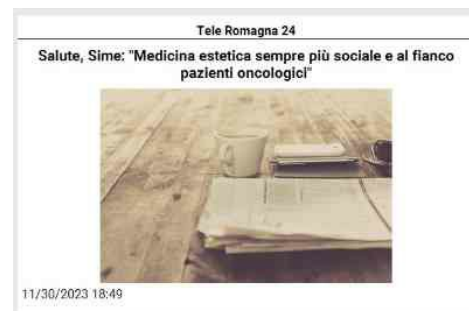 Tele Romagna 24
Salute, Sime: "Medicina estetica sempre più sociale e al fianco
pazienti oncologici"
11/30/2023 18:49